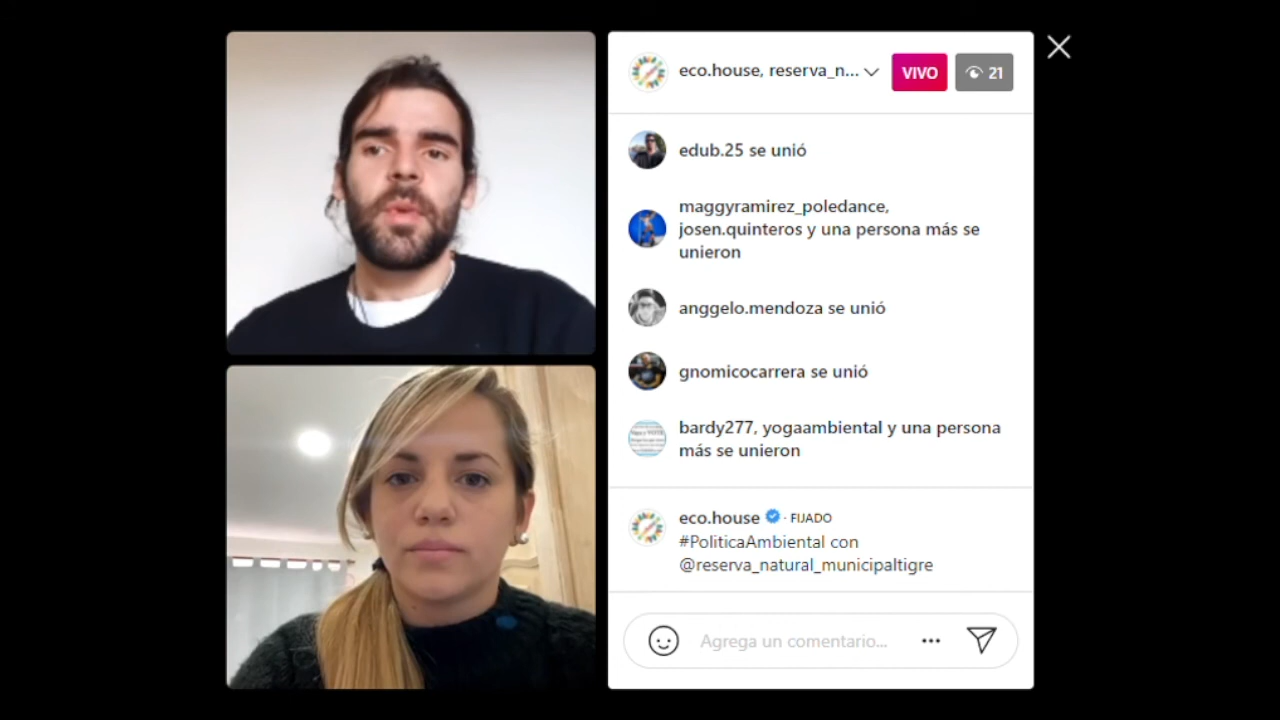 eco.house, reserva_n...
VIVO
21
edub.25 se unió
maggyramirez_poledance,
josen.quinteros y una persona más se
unieron
anggelo.mendoza se unió
gnomicocarrera se unió
bardy277, yogaambiental y una persona
más se unieron
eco.house · FIJADO
#PoliticaAmbiental con
@reserva_natural_municipaltigre
Agrega un comentario...